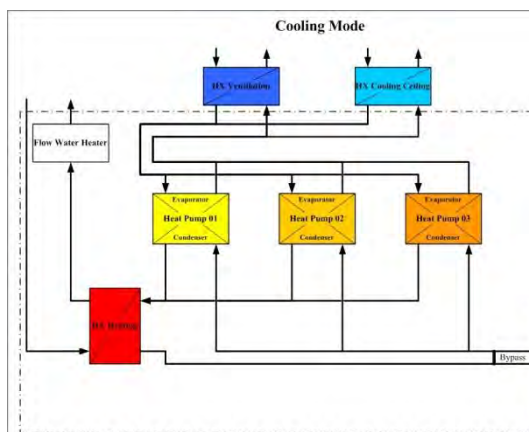 Cooling Mode
HX Ventilation
HX Cooling Ceiling
Flow Water Heater
Evaporator
Heat Pump 01
Condenser
Evaporator
Heat Pump 02
Condenser
Evaporator
Heat Pump 03
Condenser
HX Heating
Bypass